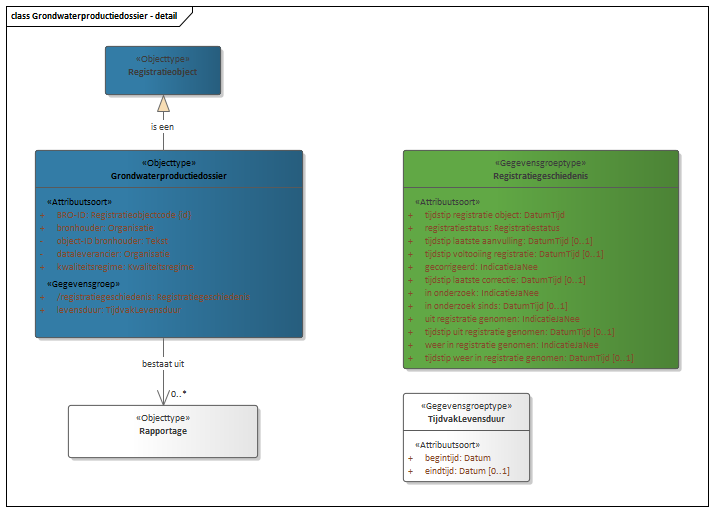 class Grondwaterproductiedossier - detail
«Objecttype»
Registratieobject
is een
«Objecttype»
Grondwaterproductiedossier
«Attribuutsoort»
+ BRO-ID: Registratieobjectcode {id}
+ bronhouder: Organisatie
- object-ID bronhouder: Tekst
- dataleverancier: Organisatie
+ kwaliteitsregime: Kwaliteitsregime
«Gegevensgroep»
- /registratiegeschiedenis: Registratiegeschiedenis
+ levensduur: TijdvakLevensduur
bestaat uit
/0..*
«Objecttype»
Rapportage
«Gegevensgroeptype»
Registratiegeschiedenis
«Attribuutsoort»
+ tijdstip registratie object: DatumTijd
+ registratiestatus: Registratiestatus
+ tijdstip laatste aanvulling: DatumTijd [0..1]
+ tijdstip voltooiing registratie: DatumTijd [0..1]
+ gecorrigeerd: IndicatieJaNee
+ tijdstip laatste correctie: DatumTijd [0..1]
+ in onderzoek: IndicatieJaNee
+ in onderzoek sinds: DatumTijd [0..1]
+ uit registratie genomen: IndicatieJaNee
+ tijdstip uit registratie genomen: DatumTijd [0..1]
+ weer in registratie genomen: IndicatieJaNee
+ tijdstip weer in registratie genomen: DatumTijd [0..1]
«Gegevensgroeptype»
TijdvakLevensduur
«Attribuutsoort»
+ begintijd: Datum
+ eindtijd: Datum [0..1]